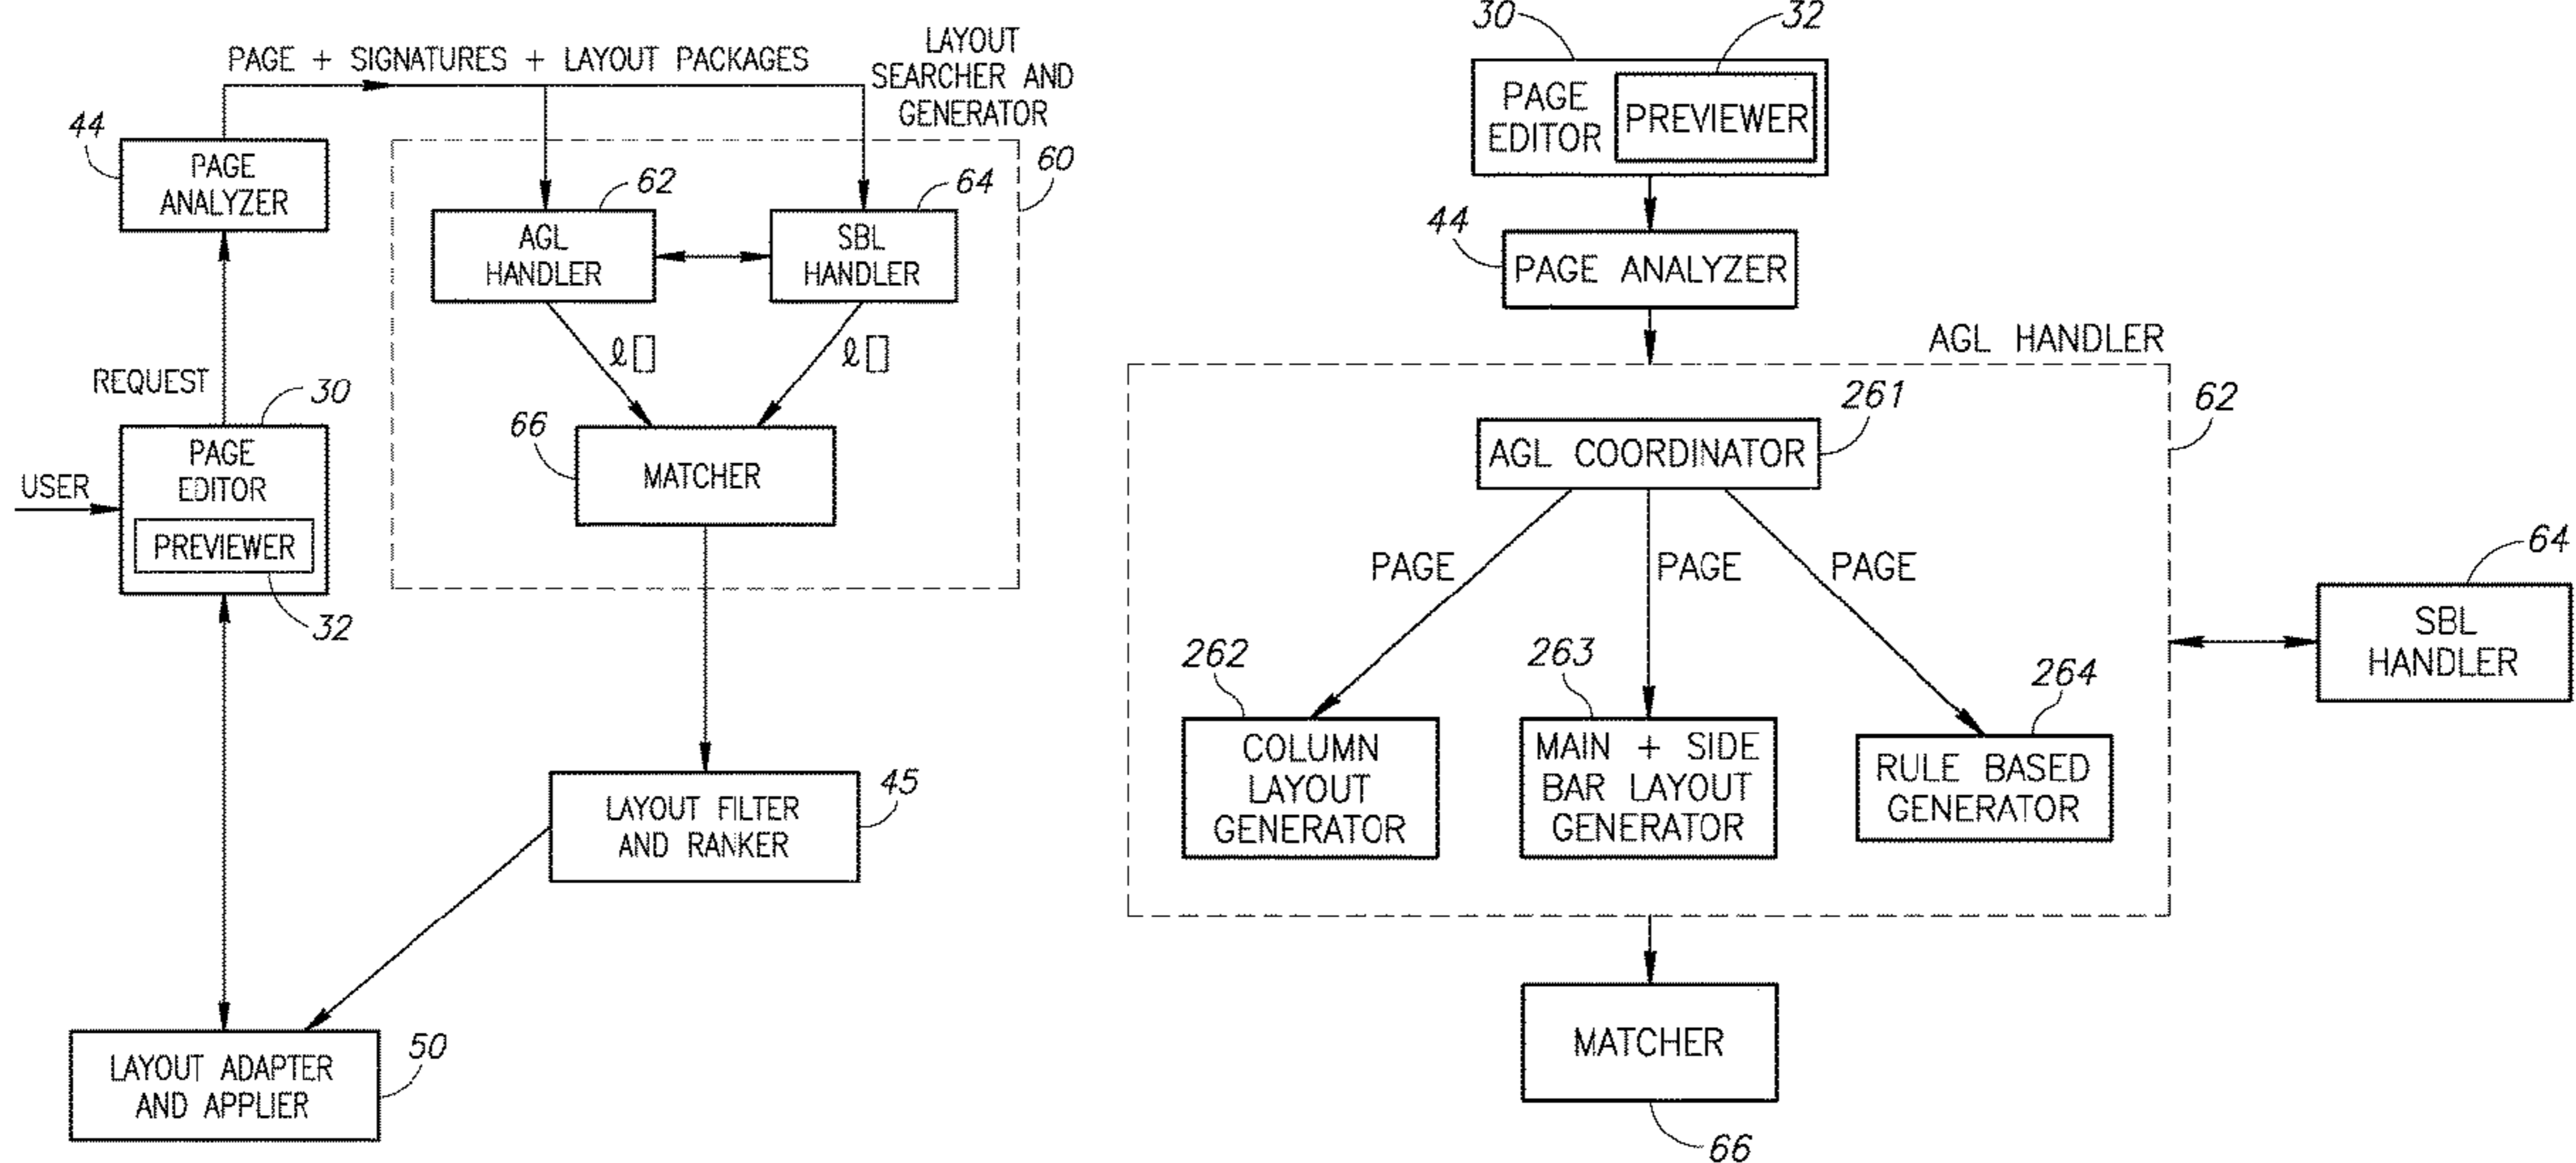 PAGE + SIGNATURES + LAYOUT PACKAGES
LAYOUT
SEARCHER AND
GENERATOR
44
PAGE
ANALYZER
60
62
AGL
HANDLER
64
SBL
HANDLER
ℓ[]
ℓ[]
REQUEST
30
USER
PAGE
EDITOR
PREVIEWER
32
66
MATCHER
45
LAYOUT FILTER
AND RANKER
50
LAYOUT ADAPTER
AND APPLIER
30
32
PAGE
EDITOR
PREVIEWER
44
PAGE ANALYZER
AGL HANDLER
62
261
AGL COORDINATOR
PAGE
PAGE
PAGE
64
SBL
HANDLER
262
COLUMN
LAYOUT
GENERATOR
263
MAIN + SIDE
BAR LAYOUT
GENERATOR
264
RULE BASED
GENERATOR
MATCHER
66